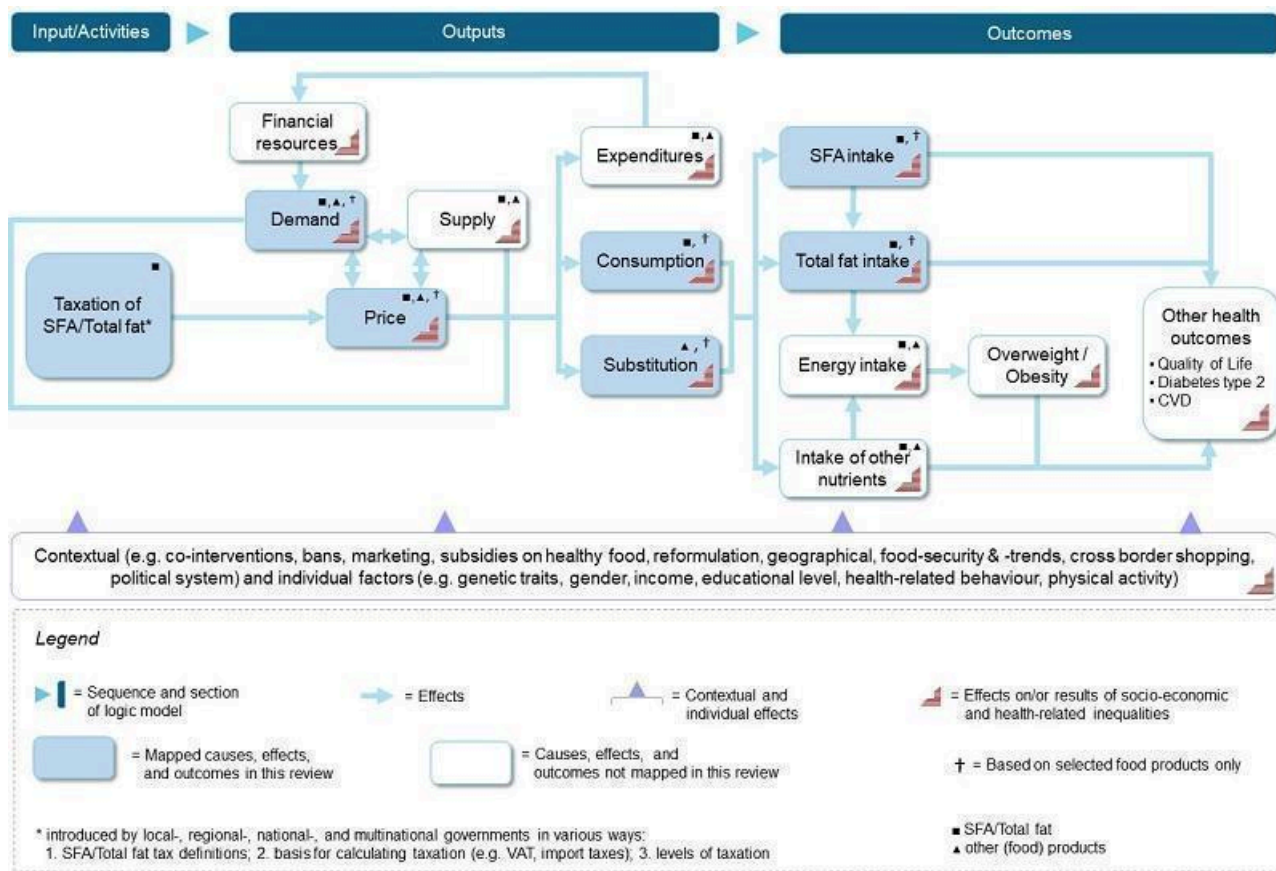 Input/Activities
Outputs
Outcomes
Financial
resources
■,▲
Expenditures
■, †
SFA intake
■,▲, †
Demand
■,▲
Supply
■, †
Consumption
■, †
Total fat intake
■
Taxation of
SFA/Total fat*
■,▲, †
Price
▲, †
Substitution
■,▲
Energy intake
Overweight /
Obesity
Other health
outcomes
• Quality of Life
• Diabetes type 2
• CVD
■,▲
Intake of other
nutrients
Contextual (e.g. co-interventions, bans, marketing, subsidies on healthy food, reformulation, geographical, food-security & -trends, cross border shopping,
political system) and individual factors (e.g. genetic traits, gender, income, educational level, health-related behaviour, physical activity)
Legend
= Sequence and section
of logic model
= Effects
= Contextual and
individual effects
= Effects on/or results of socio-economic
and health-related inequalities
= Mapped causes, effects,
and outcomes in this review
= Causes, effects, and
outcomes not mapped in this review
† = Based on selected food products only
* introduced by local-, regional-, national-, and multinational governments in various ways:
1. SFA/Total fat tax definitions; 2. basis for calculating taxation (e.g. VAT, import taxes); 3. levels of taxation
■ SFA/Total fat
▲ other (food) products